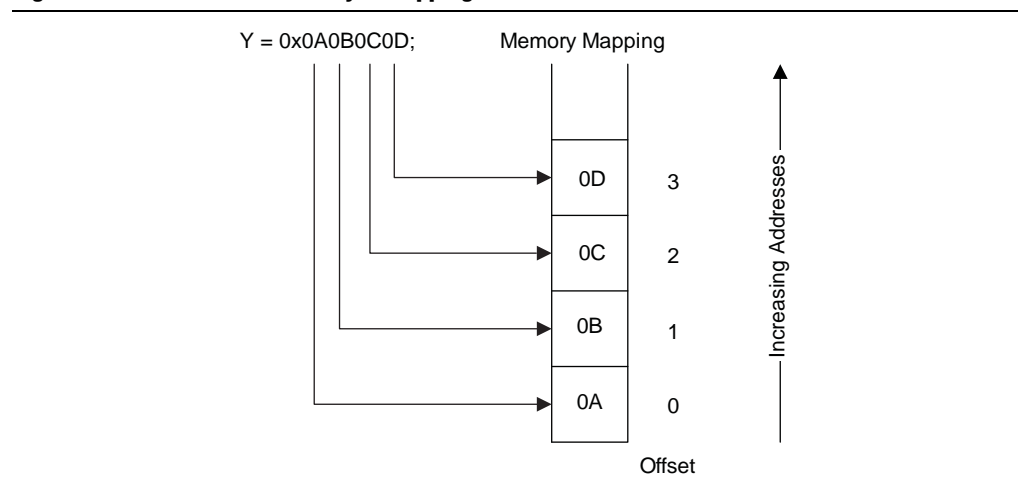 Y = 0x0A0B0C0D; Memory Mapping
0D 3
0C 2
0B 1
0A 0
Offset
Increasing Addresses